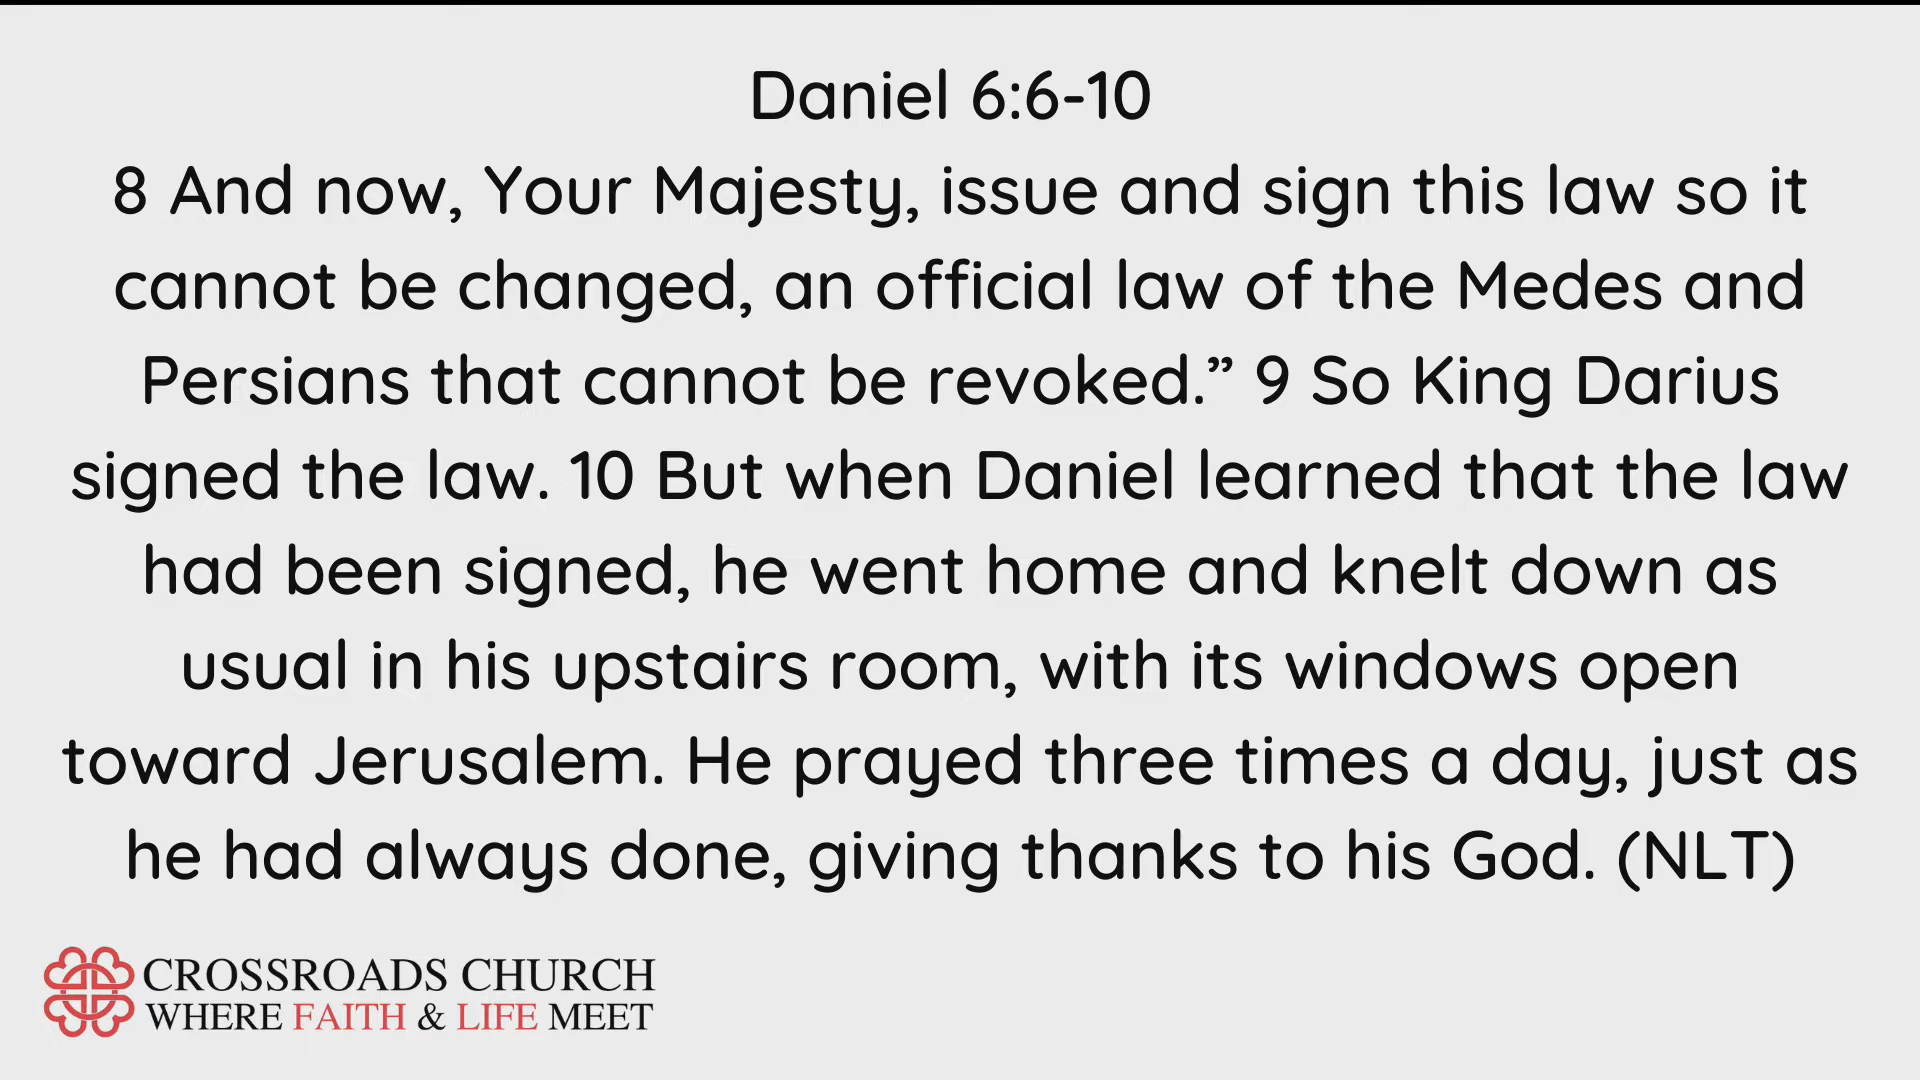 Daniel 6:6-10
8 And now, Your Majesty, issue and sign this law so it
cannot be changed, an official law of the Medes and
Persians that cannot be revoked.” 9 So King Darius
signed the law. 10 But when Daniel learned that the law
had been signed, he went home and knelt down as
usual in his upstairs room, with its windows open
toward Jerusalem. He prayed three times a day, just as
he had always done, giving thanks to his God. (NLT)
CROSSROADS CHURCH
WHERE FAITH & LIFE MEET